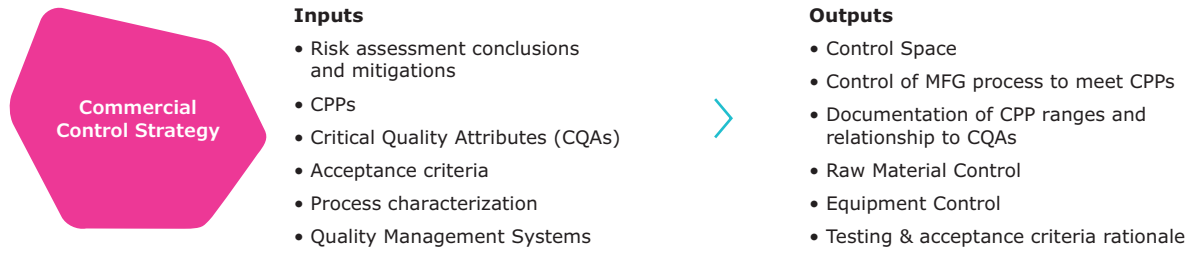 Commercial
Control Strategy
Inputs
• Risk assessment conclusions
and mitigations
• CPPs
• Critical Quality Attributes (CQAs)
• Acceptance criteria
• Process characterization
• Quality Management Systems
Outputs
• Control Space
• Control of MFG process to meet CPPs
• Documentation of CPP ranges and
relationship to CQAs
• Raw Material Control
• Equipment Control
• Testing & acceptance criteria rationale